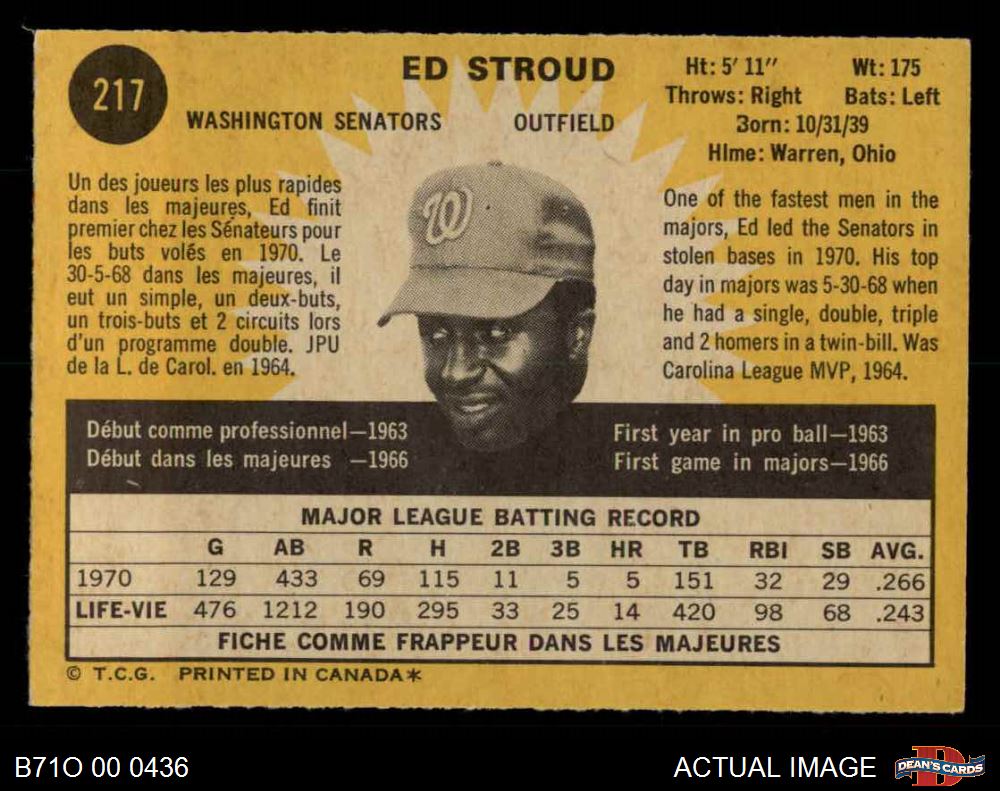 217
ED STROUD
WASHINGTON SENATORS OUTFIELD
Ht: 5' 11" Wt: 175
Throws: Right Bats: Left
Born: 10/31/39
Hlme: Warren, Ohio
Un des joueurs les plus rapides
dans les majeures, Ed finit
premier chez les Sénateurs pour
les buts volés en 1970. Le
30-5-68 dans les majeures, il
eut un simple, un deux-buts,
un trois-buts et 2 circuits lors
d'un programme double. JPU
de la L. de Carol. en 1964.
W
One of the fastest men in the
majors, Ed led the Senators in
stolen bases in 1970. His top
day in majors was 5-30-68 when
he had a single, double, triple
and 2 homers in a twin-bill. Was
Carolina League MVP, 1964.
Début comme professionnel—1963
Début dans les majeures —1966
First year in pro ball—1963
First game in majors—1966
MAJOR LEAGUE BATTING RECORD
G AB R H 2B 3B HR TB RBI SB AVG.
1970 129 433 69 115 11 5 5 151 32 29 .266
LIFE-VIE 476 1212 190 295 33 25 14 420 98 68 .243
FICHE COMME FRAPPEUR DANS LES MAJEURES
© T.C.G. PRINTED IN CANADA*
B71O 00 0436
ACTUAL IMAGE
DEAN'S CARDS